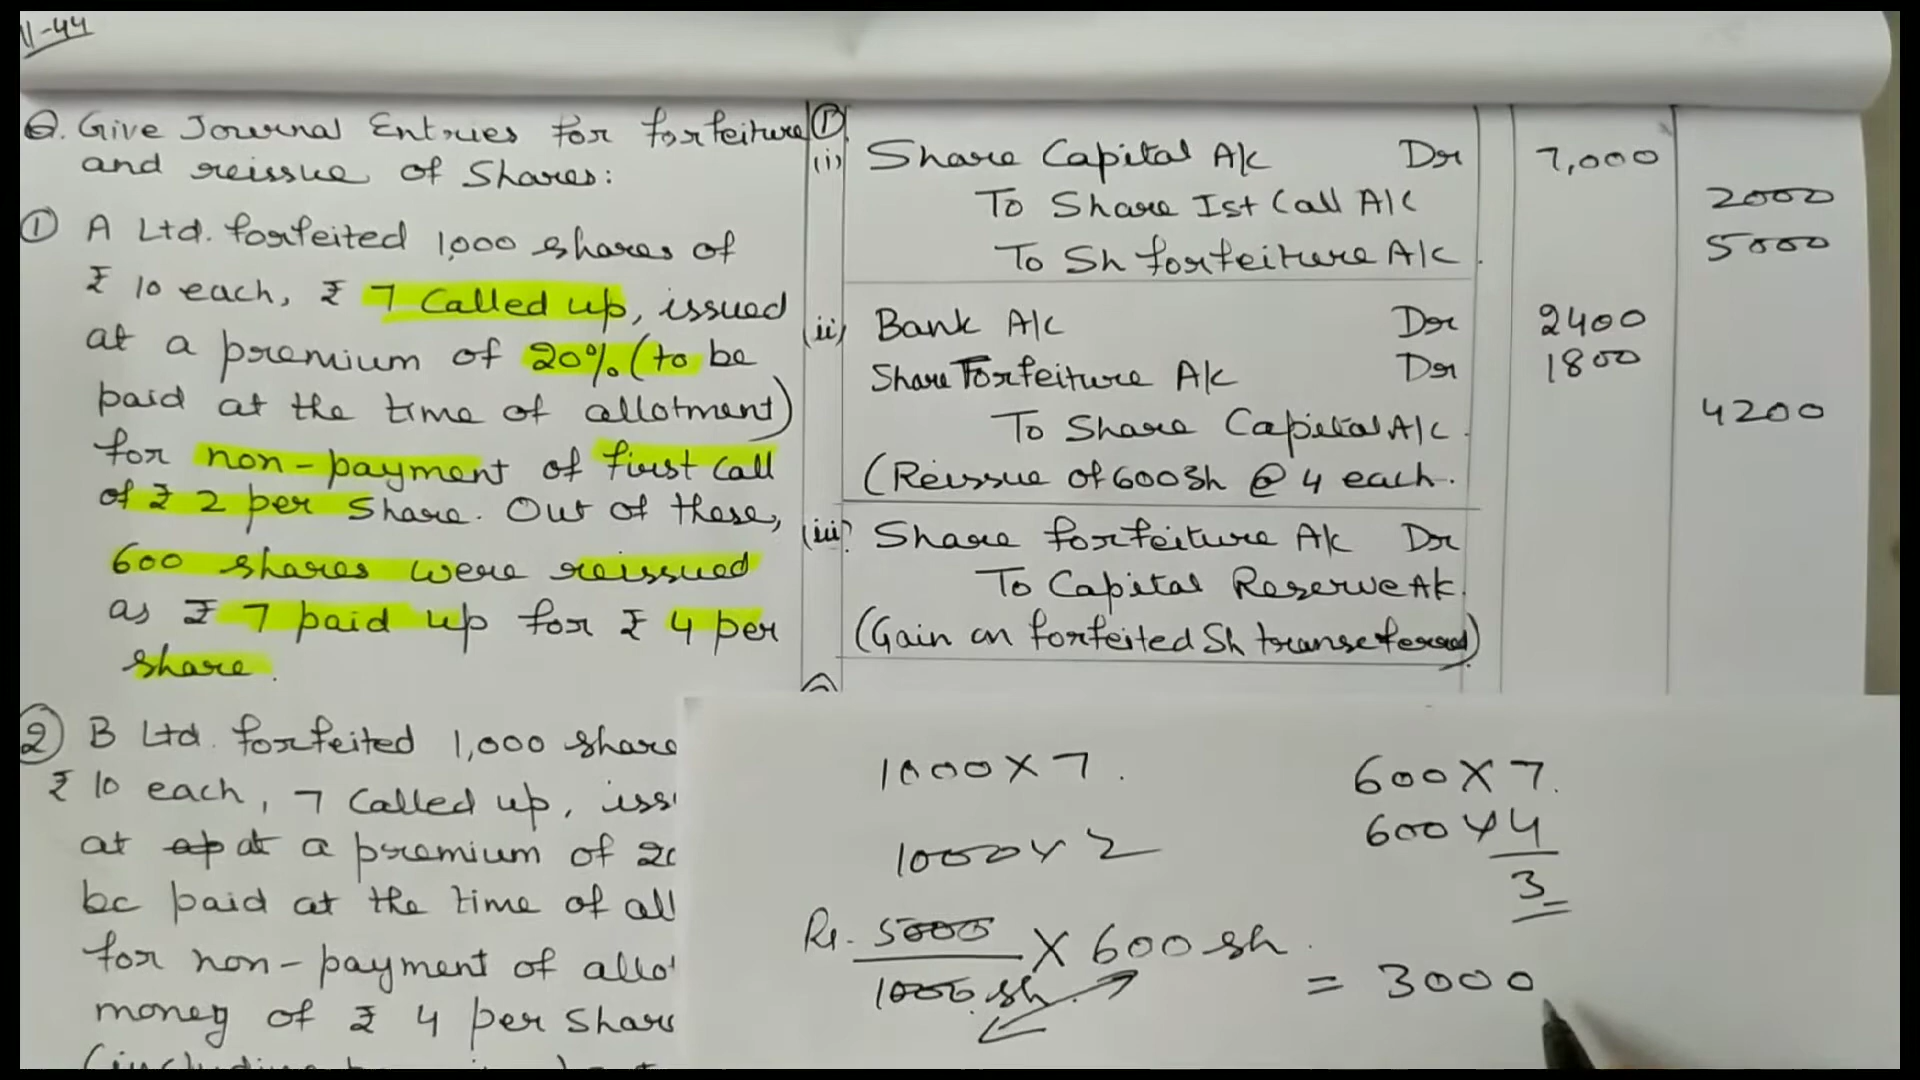 11-44
Q. Give Journal Entries for forfeiture
and reissue of Shares:
① A Ltd. forfeited 1,000 shares of
₹ 10 each, ₹ 7 Called up, issued
at a premium of 20% (to be
paid at the time of allotment)
for non-payment of first call
of ₹ 2 per share. Out of these,
600 shares were reissued
as ₹ 7 paid up for ₹ 4 per
share.
② B Ltd. forfeited 1,000 share
₹ 10 each, 7 Called up, iss
at ap at a premium of 20
be paid at the time of all
for non-payment of allo
money of ₹ 4 per Share
①
(i) Share Capital A/c Dr 7,000
To Share Ist Call A/c 2000
To Sh forfeiture A/c 5000
(ii) Bank A/c Dr 2400
Share Forfeiture A/c Dr 1800
To Share Capital A/c 4200
(Reissue of 600 Sh @ 4 each.
(iii) Share forfeiture A/c Dr
To Capital Reserve A/c
(Gain on forfeited Sh transferred)
1000 X 7.
1000 x 2
Rs. 5000
1000 sh. X 600 sh.
= 3000
600 X 7.
600 x 4
3